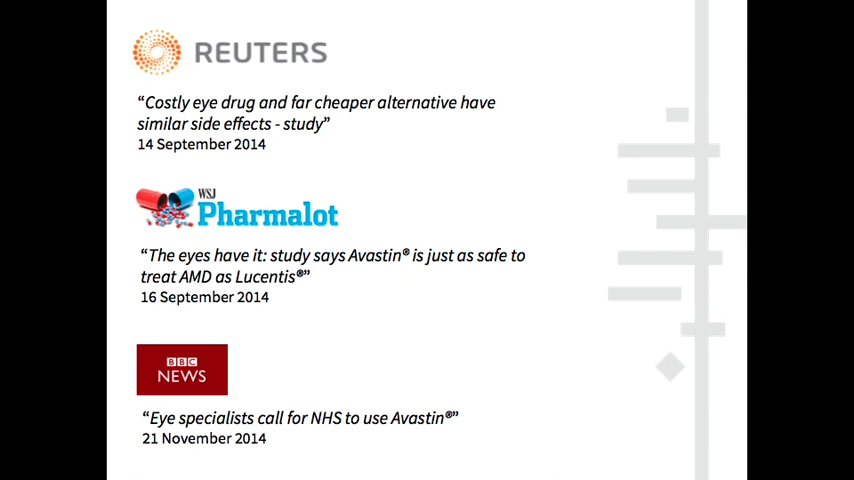 REUTERS
“Costly eye drug and far cheaper alternative have
similar side effects - study”
14 September 2014
WSJ
Pharmalot
“The eyes have it: study says Avastin® is just as safe to
treat AMD as Lucentis®”
16 September 2014
BBC
NEWS
“Eye specialists call for NHS to use Avastin®”
21 November 2014